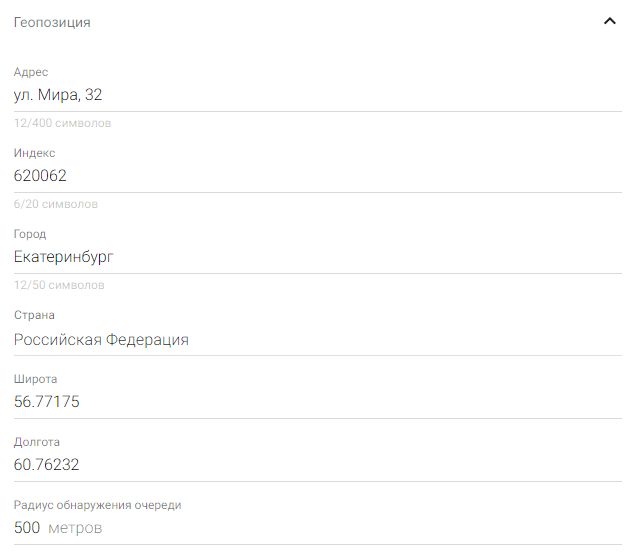 Геопозиция
Адрес
ул. Мира, 32
12/400 символов
Индекс
620062
6/20 символов
Город
Екатеринбург
12/50 символов
Страна
Российская Федерация
Широта
56.77175
Долгота
60.76232
Радиус обнаружения очереди
500 метров